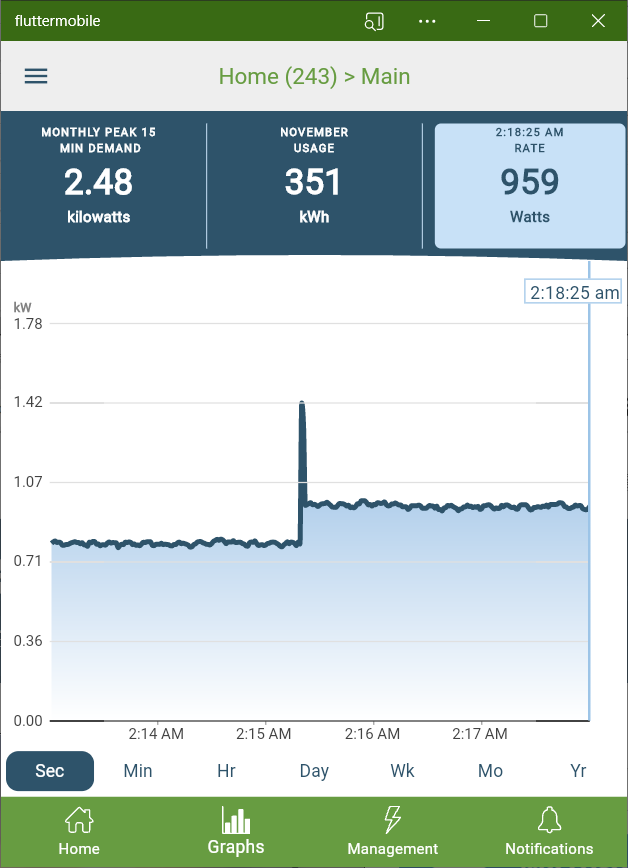 fluttermobile
Home (243) > Main
MONTHLY PEAK 15
MIN DEMAND
2.48
kilowatts
NOVEMBER
USAGE
351
kWh
2:18:25 AM
RATE
959
Watts
2:18:25 am
kW
1.78
1.42
1.07
0.71
0.36
0.00
2:14 AM 2:15 AM 2:16 AM 2:17 AM
Sec Min Hr Day Wk Mo Yr
Home Graphs Management Notifications